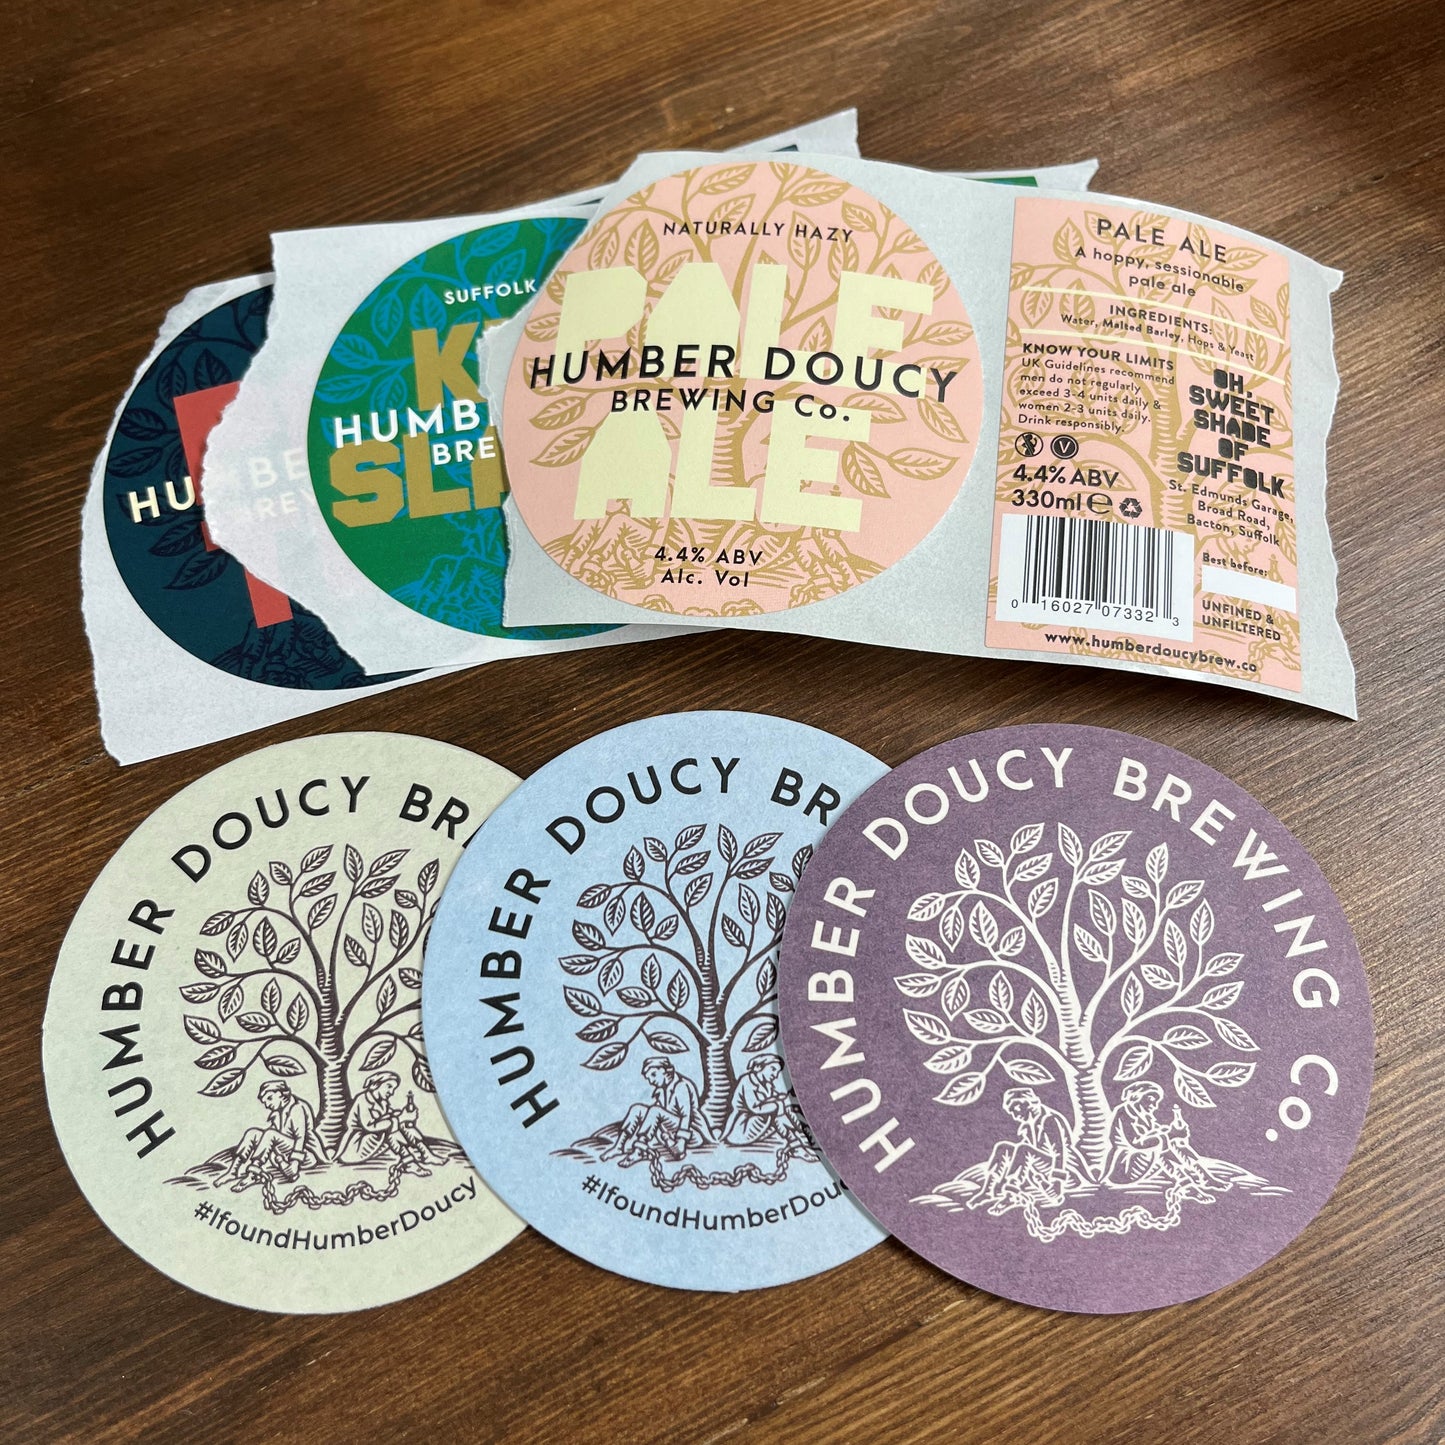 HUMBE
BREW
SUFFOLK
K
SLA
HUMB
BRE
NATURALLY HAZY
PALE
ALE
HUMBER DOUCY
BREWING Co.
4.4% ABV
Alc. Vol
PALE ALE
A hoppy, sessionable
pale ale
INGREDIENTS:
Water, Malted Barley, Hops & Yeast
KNOW YOUR LIMITS
UK Guidelines recommend
men do not regularly
exceed 3-4 units daily &
women 2-3 units daily.
Drink responsibly.
V
4.4% ABV
330ml e
0 16027 07332 3
OH,
SWEET
SHADE
OF
SUFFOLK
St. Edmunds Garage,
Broad Road,
Bacton, Suffolk
Best before:
UNFINED &
UNFILTERED
www.humberdoucybrew.co
HUMBER DOUCY BR
#IfoundHumberDoucy
HUMBER DOUCY BR
#IfoundHumberDouc
HUMBER DOUCY BREWING Co.